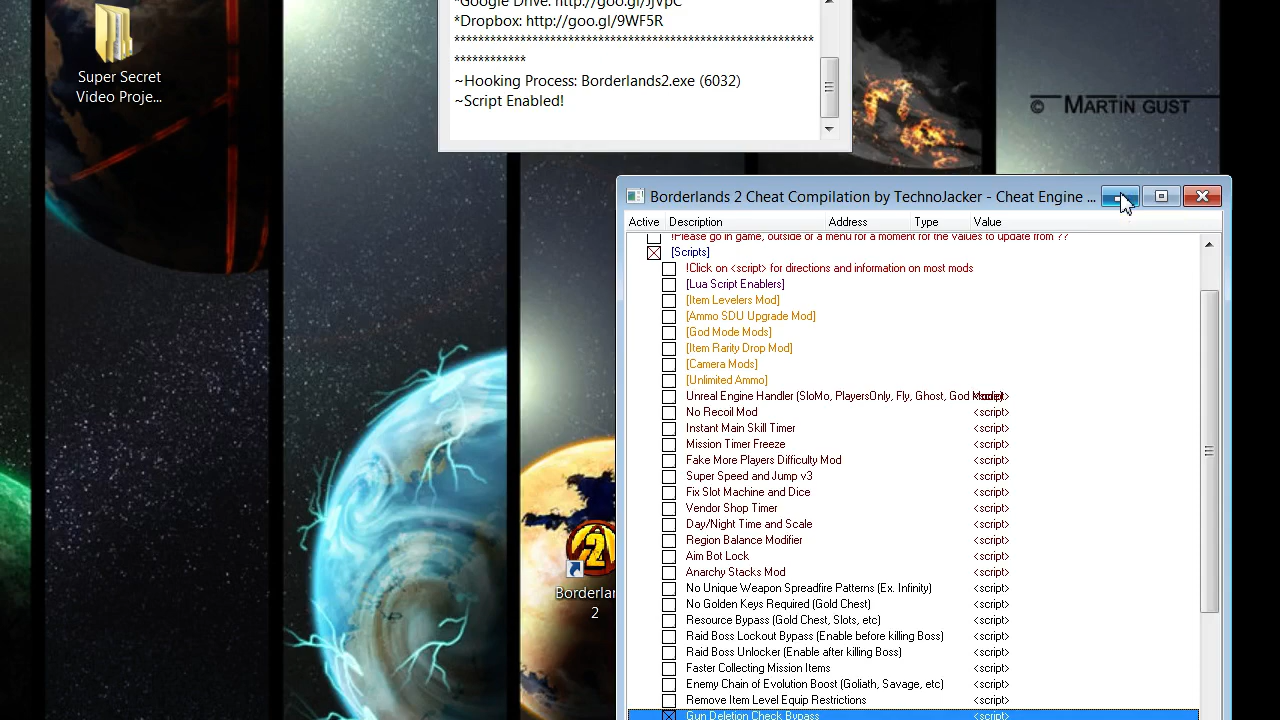 *Google Drive: http://goo.gl/JjVpC
*Dropbox: http://goo.gl/9WF5R
************************************************************
************
~Hooking Process: Borderlands2.exe (6032)
~Script Enabled!
Super Secret
Video Proje...
© MARTIN GUST
Borderlands 2 Cheat Compilation by TechnoJacker - Cheat Engine ...
Active Description Address Type Value
!Please go in game, outside of a menu for a moment for the values to update from ??
[Scripts]
!Click on <script> for directions and information on most mods
[Lua Script Enablers]
[Item Levelers Mod]
[Ammo SDU Upgrade Mod]
[God Mode Mods]
[Item Rarity Drop Mod]
[Camera Mods]
[Unlimited Ammo]
Unreal Engine Handler (SloMo, PlayersOnly, Fly, Ghost, God
No Recoil Mod <script>
Instant Main Skill Timer <script>
Mission Timer Freeze <script>
Fake More Players Difficulty Mod <script>
Super Speed and Jump v3 <script>
Fix Slot Machine and Dice <script>
Vendor Shop Timer <script>
Day/Night Time and Scale <script>
Region Balance Modifier <script>
Aim Bot Lock <script>
Anarchy Stacks Mod <script>
No Unique Weapon Spreadfire Patterns (Ex. Infinity) <script>
No Golden Keys Required (Gold Chest) <script>
Resource Bypass (Gold Chest, Slots, etc) <script>
Raid Boss Lockout Bypass (Enable before killing Boss) <script>
Raid Boss Unlocker (Enable after killing Boss) <script>
Faster Collecting Mission Items <script>
Enemy Chain of Evolution Boost (Goliath, Savage, etc) <script>
Remove Item Level Equip Restrictions <script>
Gun Deletion Check Bypass <script>
2
Borderlan
2